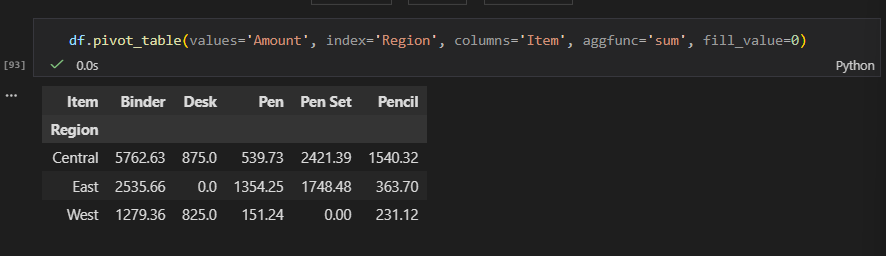 df.pivot_table(values='Amount', index='Region', columns='Item', aggfunc='sum', fill_value=0)
[93] 0.0s Python
...
Item Binder Desk Pen Pen Set Pencil
Region
Central 5762.63 875.0 539.73 2421.39 1540.32
East 2535.66 0.0 1354.25 1748.48 363.70
West 1279.36 825.0 151.24 0.00 231.12